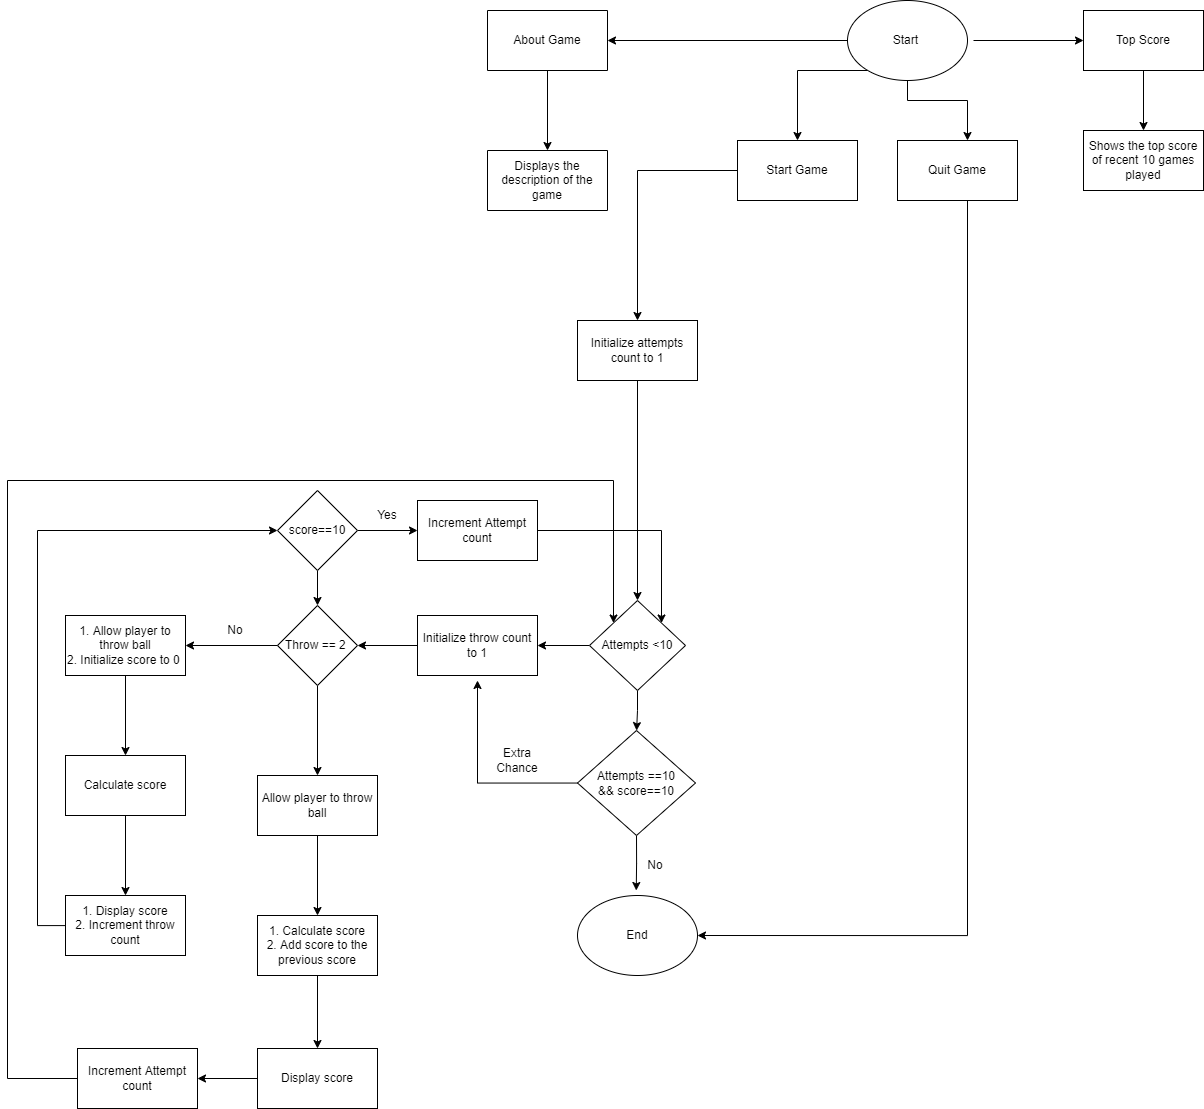 About Game
Start
Top Score
Displays the
description of the
game
Start Game
Quit Game
Shows the top score
of recent 10 games
played
Initialize attempts
count to 1
score==10
Yes
Increment Attempt
count
1. Allow player to
throw ball
2. Initialize score to 0
No
Throw == 2
Initialize throw count
to 1
Attempts <10
Calculate score
Allow player to throw
ball
Extra
Chance
Attempts ==10
&& score==10
No
1. Display score
2. Increment throw
count
1. Calculate score
2. Add score to the
previous score
End
Increment Attempt
count
Display score